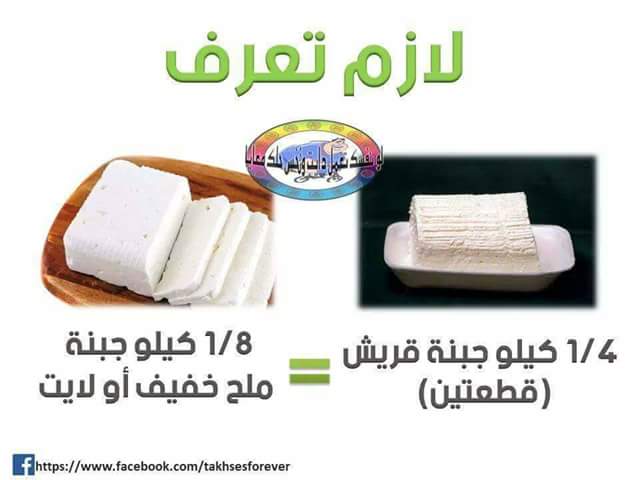 لازم تعرف
1/4 كيلو جبنة قريش
(قطعتين)
=
1/8 كيلو جبنة
ملح خفيف أو لايت
https://www.facebook.com/takhsesforever